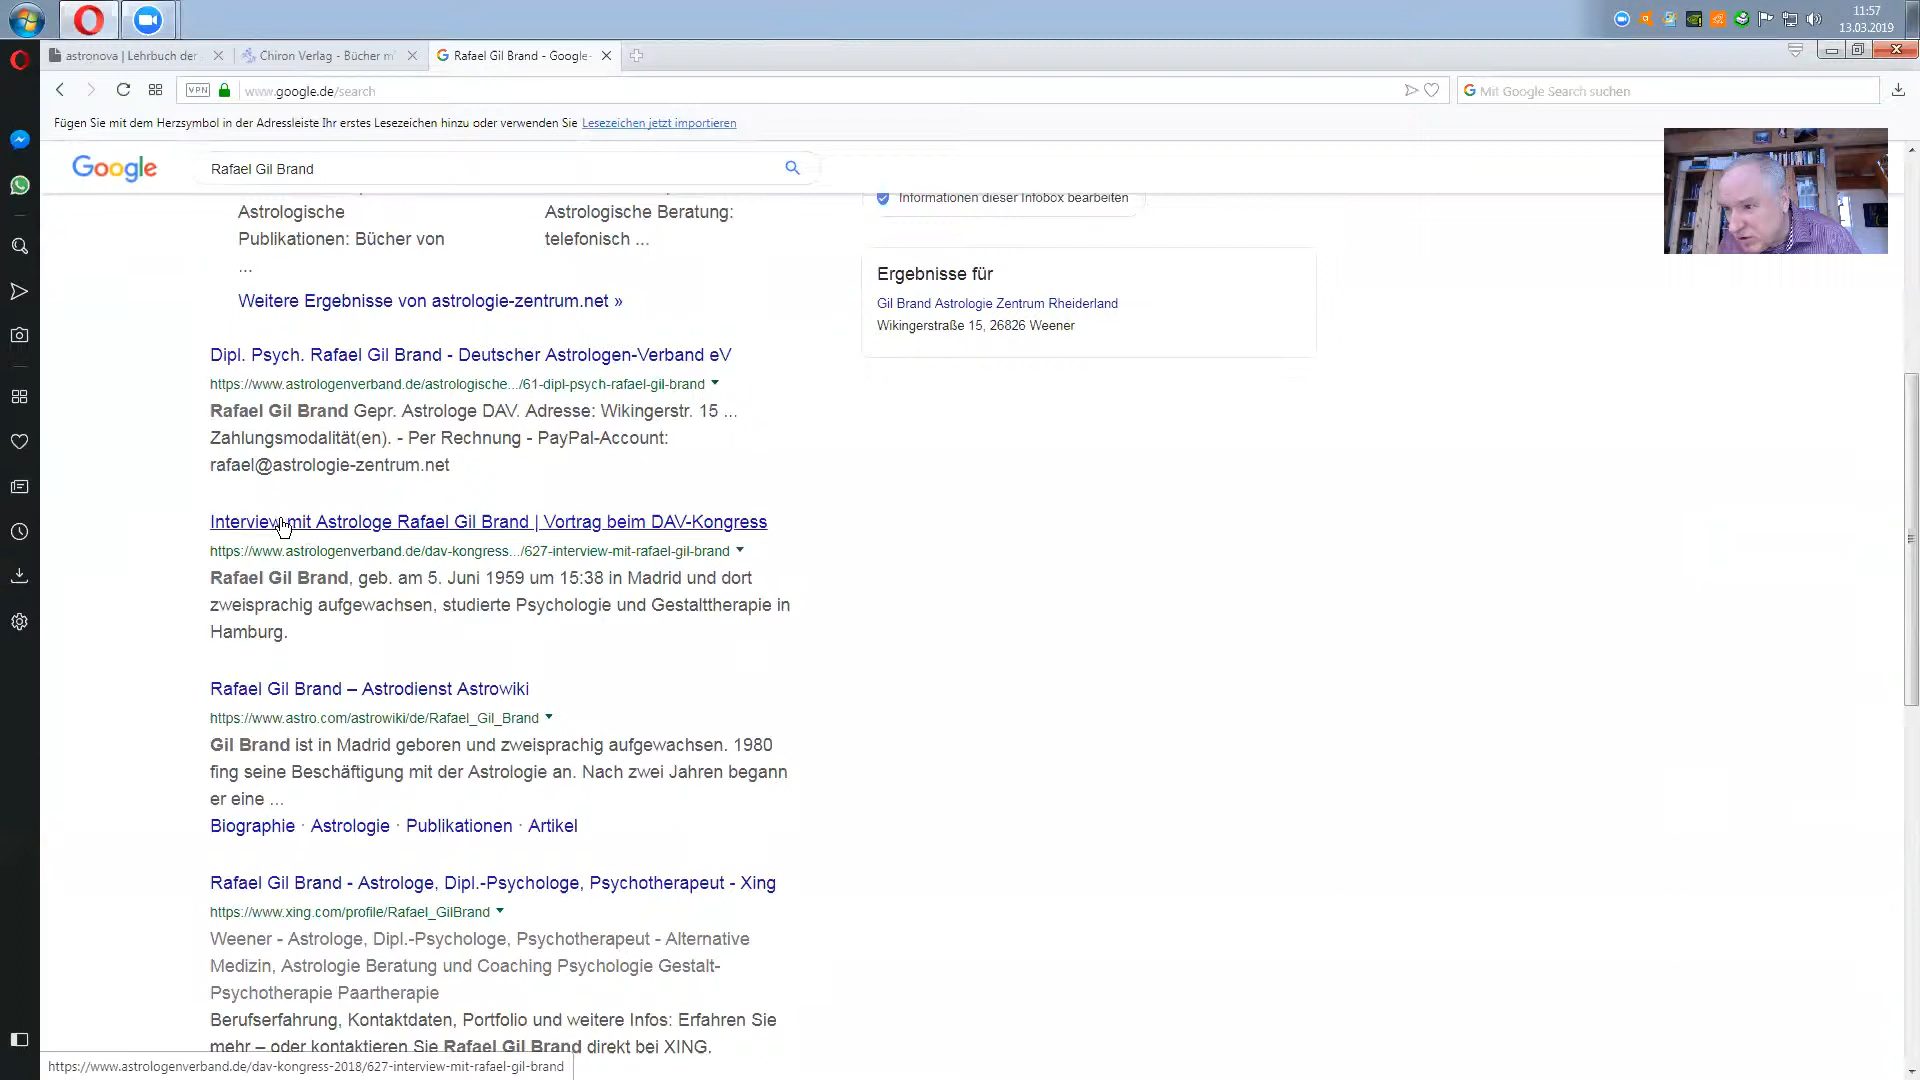 11:57
13.03.2019
astronova | Lehrbuch der
Chiron Verlag - Bücher m
Rafael Gil Brand - Google-
VPN
www.google.de/search
Mit Google Search suchen
Fügen Sie mit dem Herzsymbol in der Adressleiste Ihr erstes Lesezeichen hinzu oder verwenden Sie Lesezeichen jetzt importieren
Google
Rafael Gil Brand
Astrologische
Publikationen: Bücher von
...
Astrologische Beratung:
telefonisch ...
Weitere Ergebnisse von astrologie-zentrum.net »
Informationen dieser Infobox bearbeiten
Ergebnisse für
Gil Brand Astrologie Zentrum Rheiderland
Wikingerstraße 15, 26826 Weener
Dipl. Psych. Rafael Gil Brand - Deutscher Astrologen-Verband eV
https://www.astrologenverband.de/astrologische.../61-dipl-psych-rafael-gil-brand
Rafael Gil Brand Gepr. Astrologe DAV. Adresse: Wikingerstr. 15 ...
Zahlungsmodalität(en). - Per Rechnung - PayPal-Account:
rafael@astrologie-zentrum.net
Interview mit Astrologe Rafael Gil Brand | Vortrag beim DAV-Kongress
https://www.astrologenverband.de/dav-kongress.../627-interview-mit-rafael-gil-brand
Rafael Gil Brand, geb. am 5. Juni 1959 um 15:38 in Madrid und dort
zweisprachig aufgewachsen, studierte Psychologie und Gestalttherapie in
Hamburg.
Rafael Gil Brand – Astrodienst Astrowiki
https://www.astro.com/astrowiki/de/Rafael_Gil_Brand
Gil Brand ist in Madrid geboren und zweisprachig aufgewachsen. 1980
fing seine Beschäftigung mit der Astrologie an. Nach zwei Jahren begann
er eine ...
Biographie · Astrologie · Publikationen · Artikel
Rafael Gil Brand - Astrologe, Dipl.-Psychologe, Psychotherapeut - Xing
https://www.xing.com/profile/Rafael_GilBrand
Weener - Astrologe, Dipl.-Psychologe, Psychotherapeut - Alternative
Medizin, Astrologie Beratung und Coaching Psychologie Gestalt-
Psychotherapie Paartherapie
Berufserfahrung, Kontaktdaten, Portfolio und weitere Infos: Erfahren Sie
mehr – oder kontaktieren Sie Rafael Gil Brand direkt bei XING.
https://www.astrologenverband.de/dav-kongress-2018/627-interview-mit-rafael-gil-brand